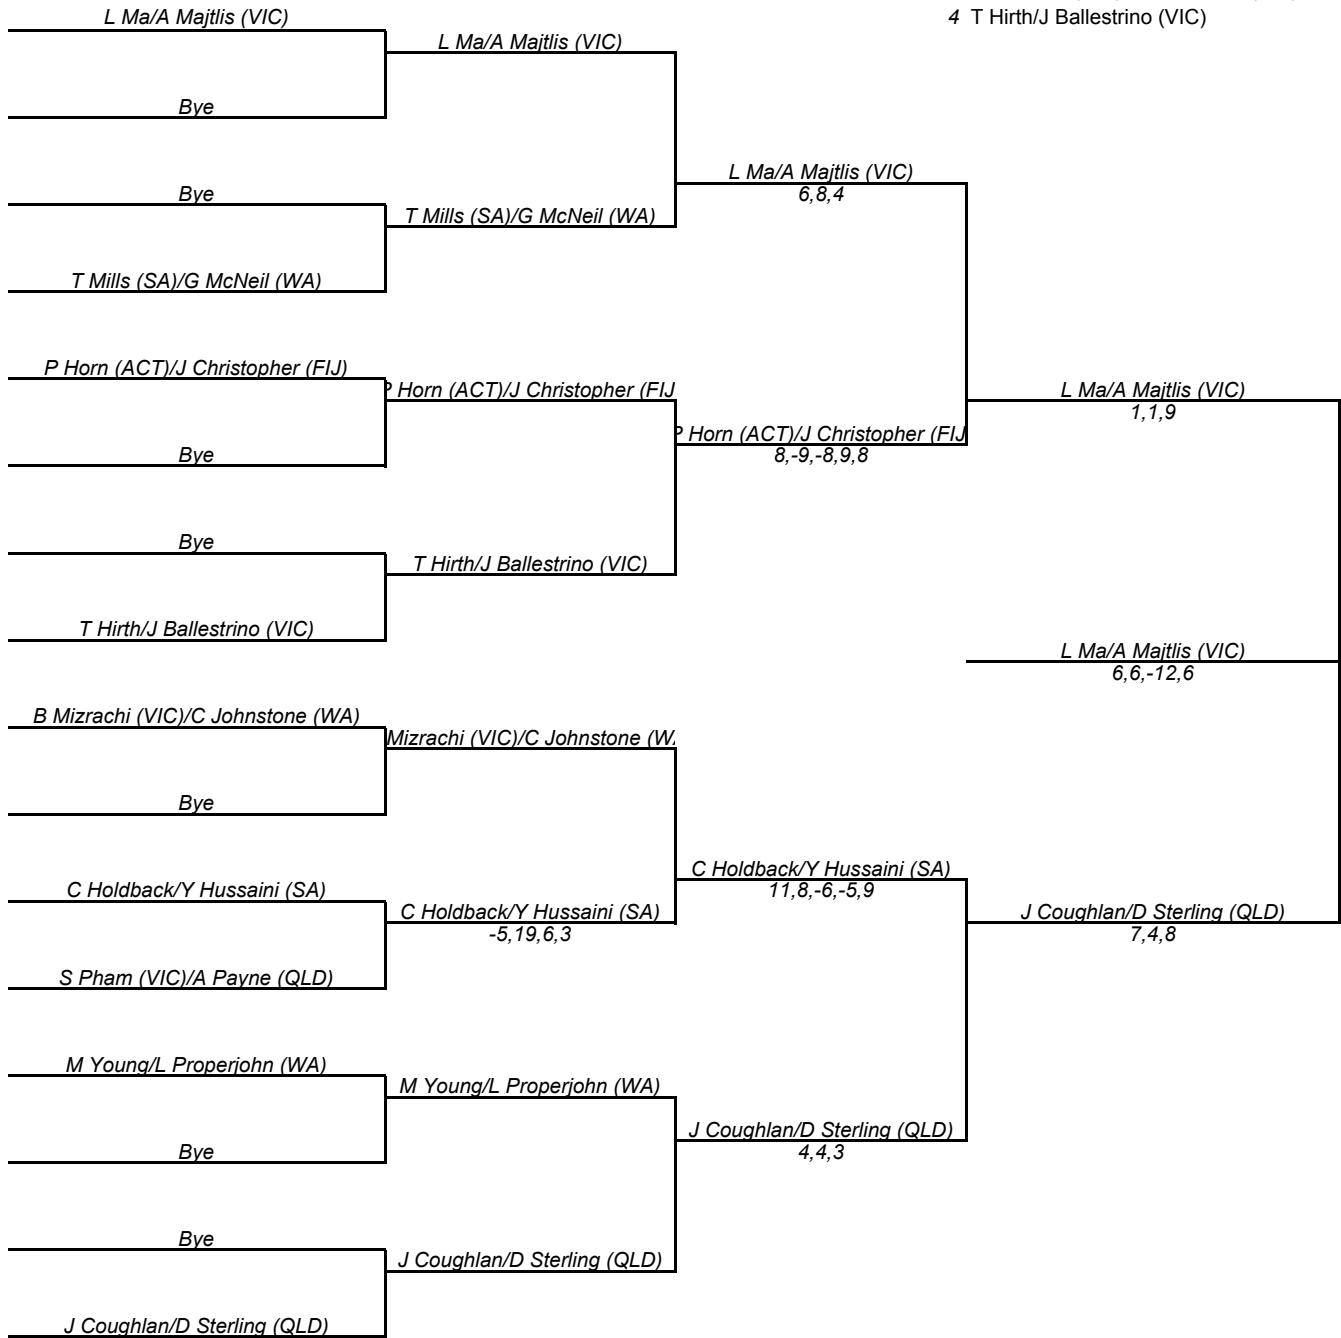 L Ma/A Majtlis (VIC)
4 T Hirth/J Ballestrino (VIC)
L Ma/A Majtlis (VIC)
Bye
L Ma/A Majtlis (VIC)
6,8,4
Bye
T Mills (SA)/G McNeil (WA)
T Mills (SA)/G McNeil (WA)
P Horn (ACT)/J Christopher (FIJ)
Horn (ACT)/J Christopher (FIJ
L Ma/A Majtlis (VIC)
1,1,9
Horn (ACT)/J Christopher (FIJ
8,-9,-8,9,8
Bye
Bye
T Hirth/J Ballestrino (VIC)
T Hirth/J Ballestrino (VIC)
L Ma/A Majtlis (VIC)
6,6,-12,6
B Mizrachi (VIC)/C Johnstone (WA)
Mizrachi (VIC)/C Johnstone (W
Bye
C Holdback/Y Hussaini (SA)
11,8,-6,-5,9
C Holdback/Y Hussaini (SA)
C Holdback/Y Hussaini (SA)
-5,19,6,3
J Coughlan/D Sterling (QLD)
7,4,8
S Pham (VIC)/A Payne (QLD)
M Young/L Properjohn (WA)
M Young/L Properjohn (WA)
J Coughlan/D Sterling (QLD)
4,4,3
Bye
Bye
J Coughlan/D Sterling (QLD)
J Coughlan/D Sterling (QLD)